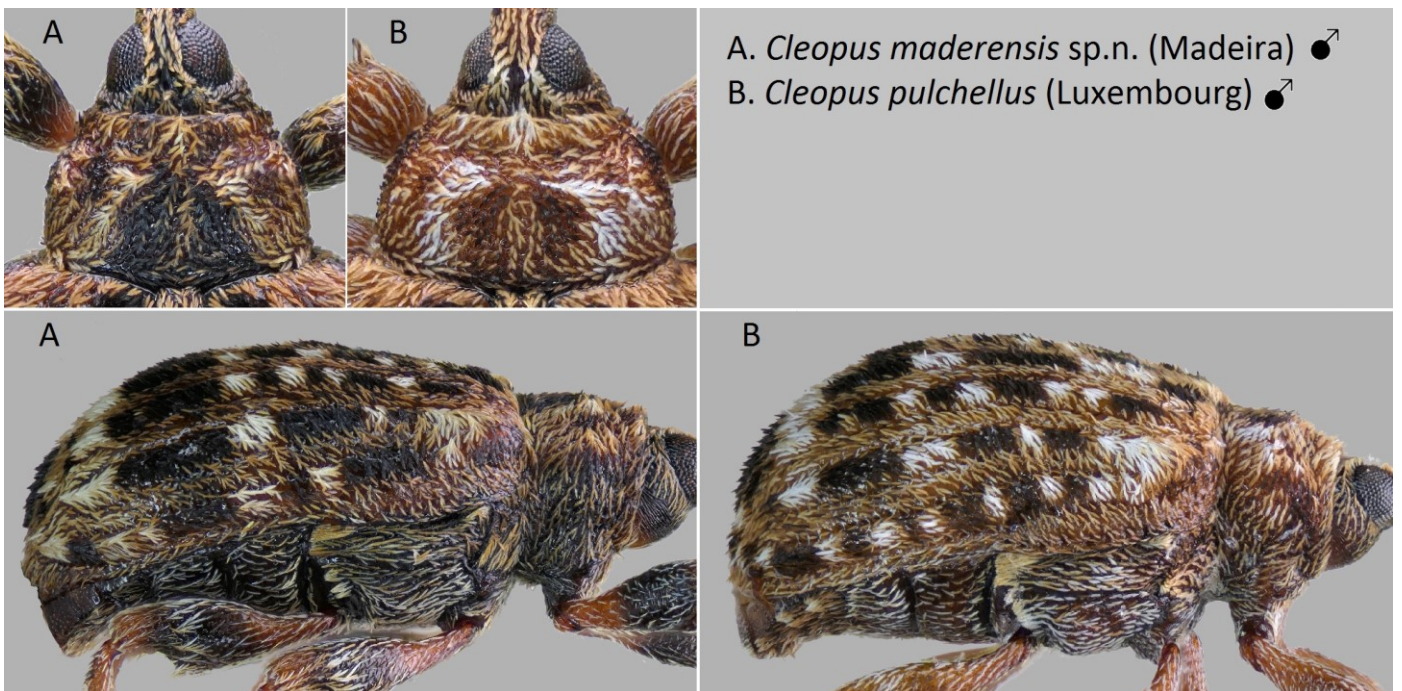 A
B
A. Cleopus maderensis sp.n. (Madeira) ♂
B. Cleopus pulchellus (Luxembourg) ♂
A
B